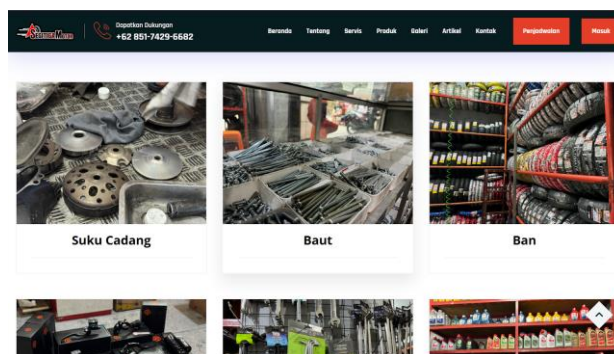 Dapatkan Dukungan
+62 851-7429-6682
Beranda Tentang Servis Produk Galeri Artikel Kontak Penjadwalan Masuk
Suku Cadang Baut Ban